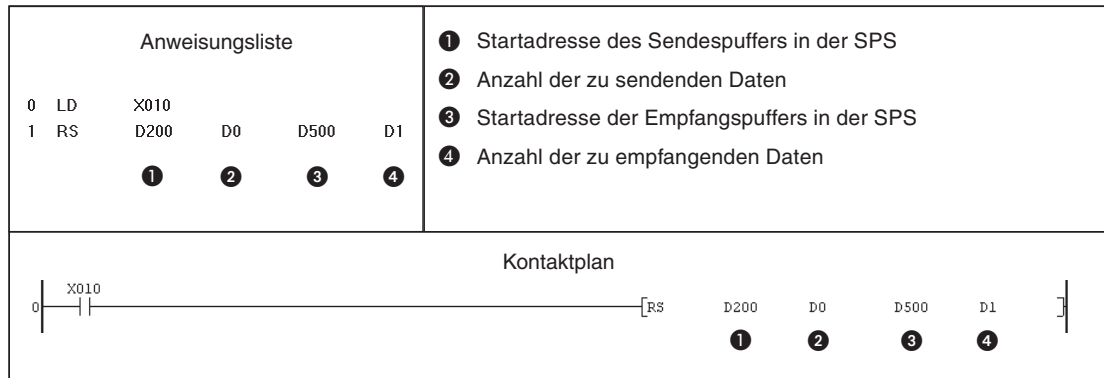 Anweisungsliste
0 LD X010
1 RS D200 D0 D500 D1
❶ ❷ ❸ ❹
❶ Startadresse des Sendespuffers in der SPS
❷ Anzahl der zu sendenden Daten
❸ Startadresse der Empfangspuffers in der SPS
❹ Anzahl der zu empfangenden Daten
Kontaktplan
X010
0 [RS D200 D0 D500 D1 ]
❶ ❷ ❸ ❹